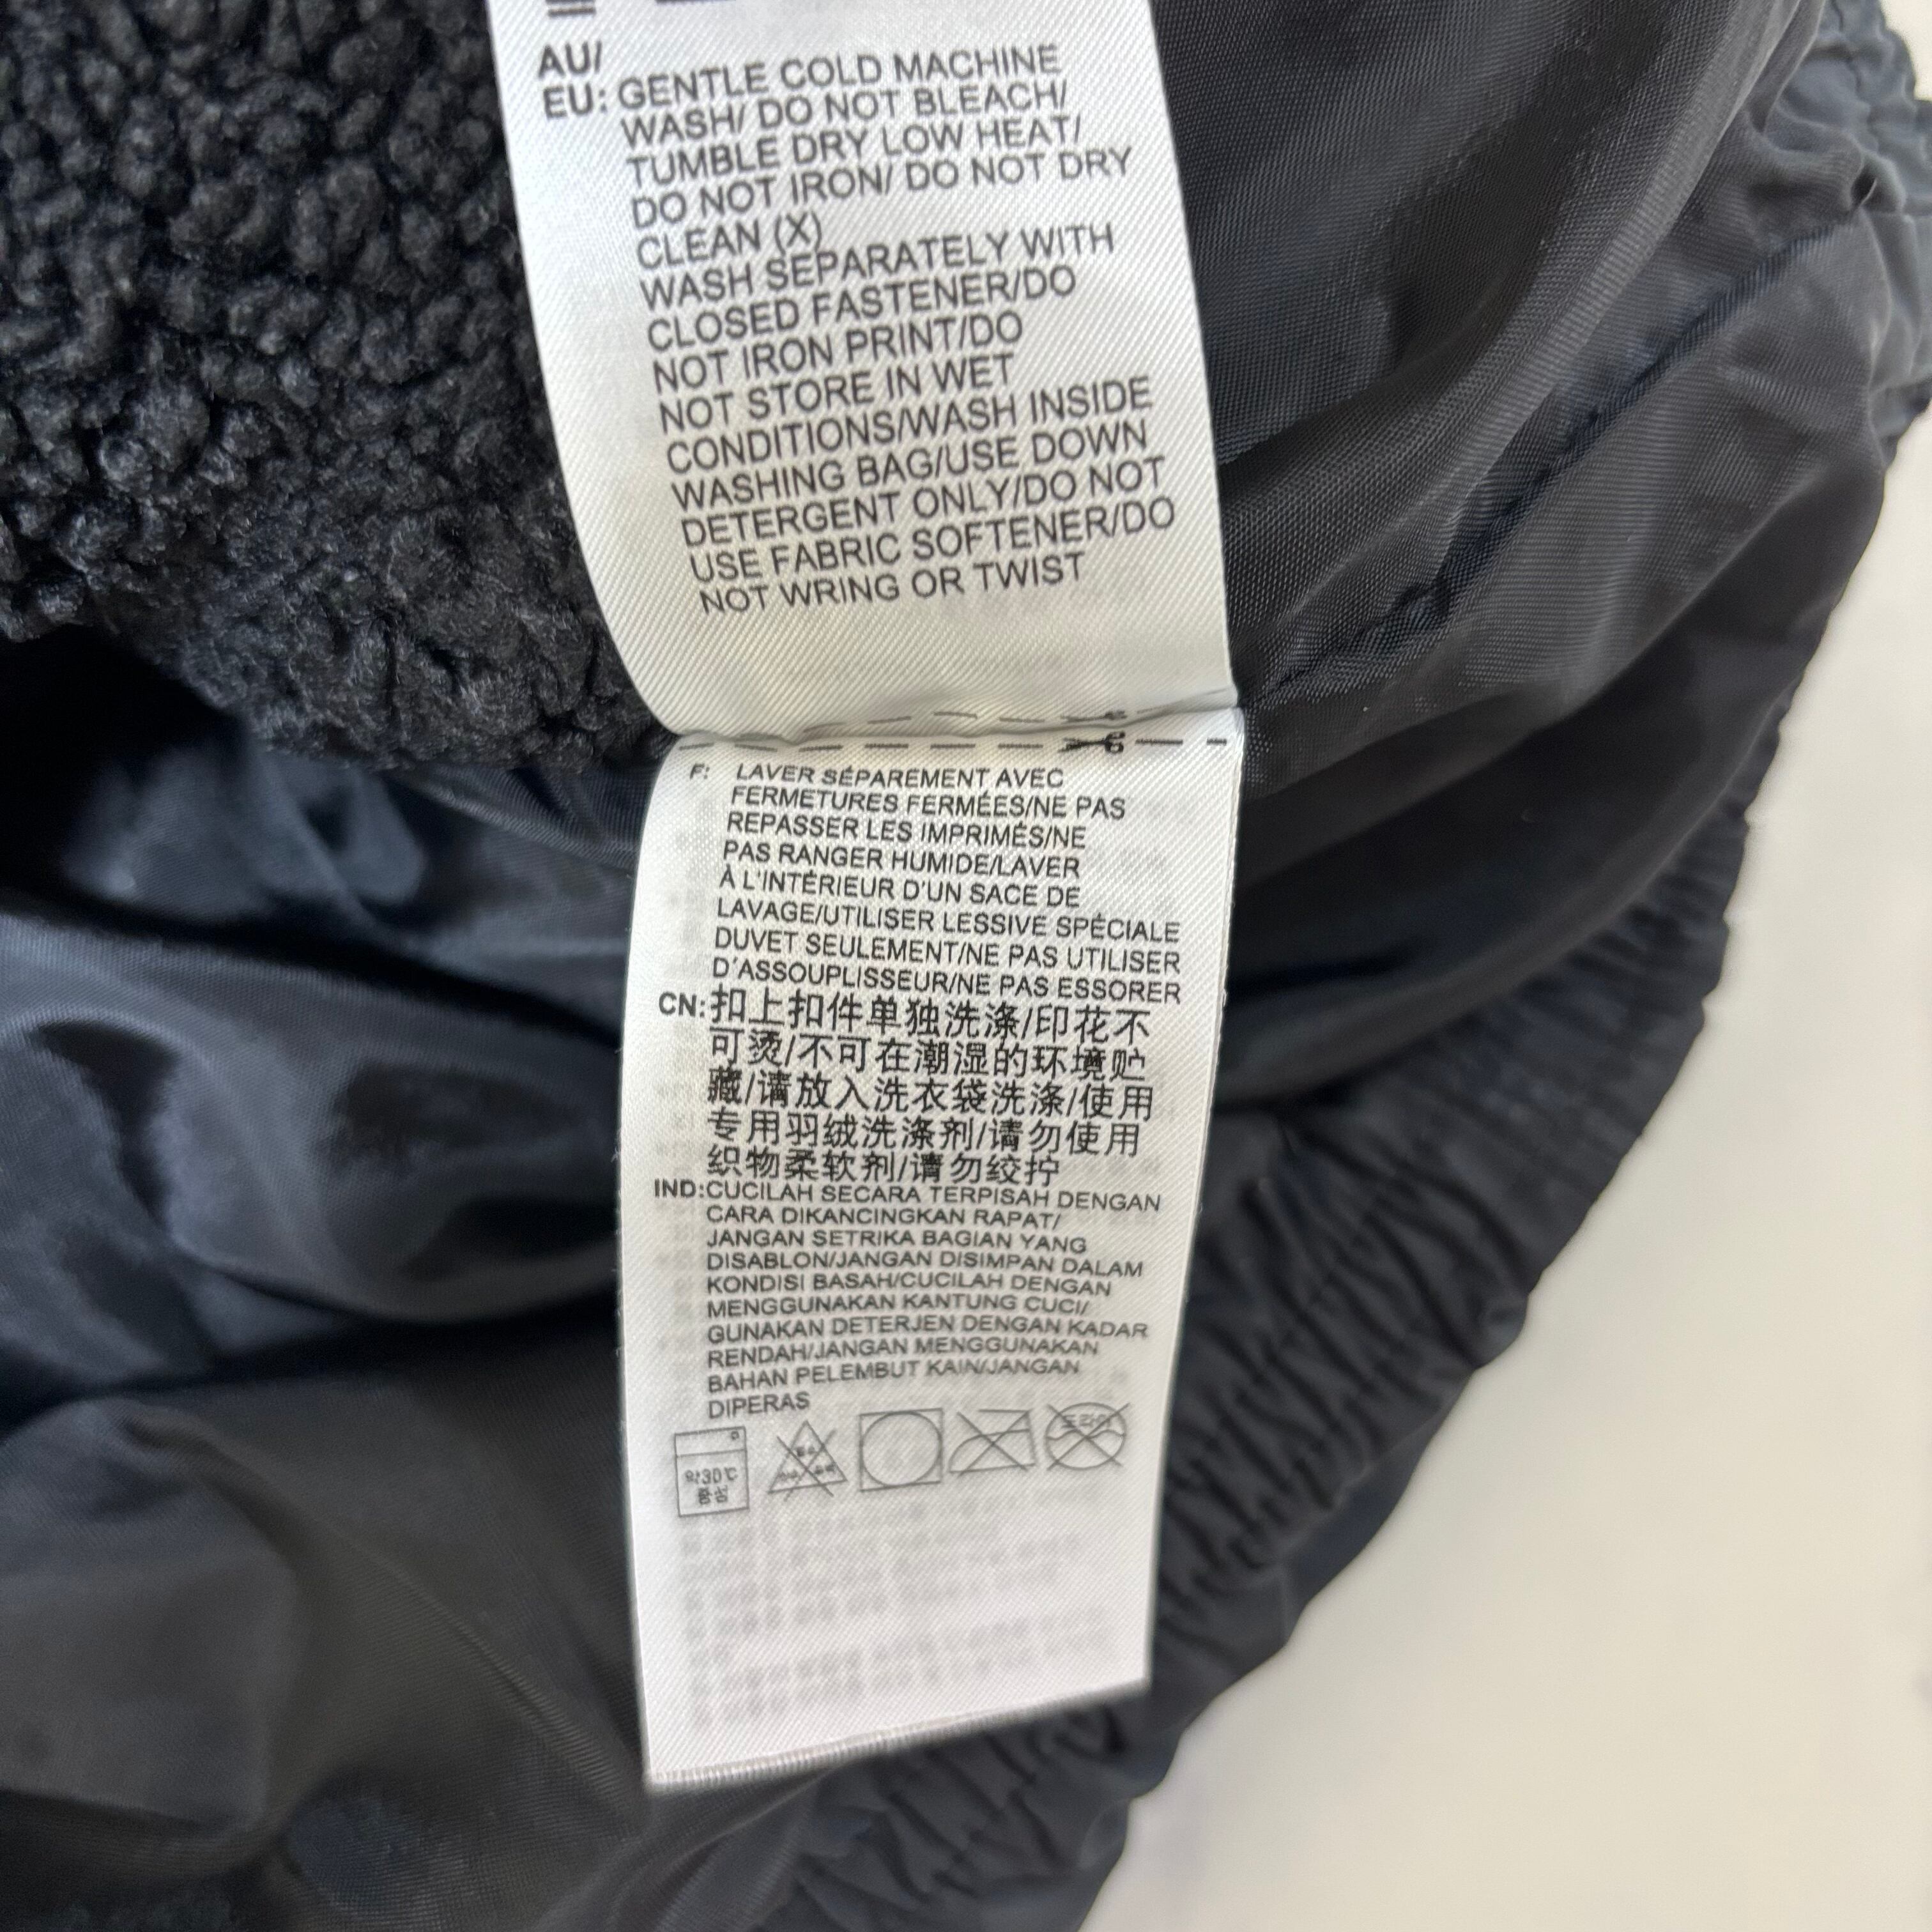 AU/
EU: GENTLE COLD MACHINE
WASH/ DO NOT BLEACH/
TUMBLE DRY LOW HEAT/
DO NOT IRON/ DO NOT DRY
CLEAN (X)
WASH SEPARATELY WITH
CLOSED FASTENER/DO
NOT IRON PRINT/DO
NOT STORE IN WET
CONDITIONS/WASH INSIDE
WASHING BAG/USE DOWN
DETERGENT ONLY/DO NOT
USE FABRIC SOFTENER/DO
NOT WRING OR TWIST
F: LAVER SÉPAREMENT AVEC
FERMETURES FERMÉES/NE PAS
REPASSER LES IMPRIMÉS/NE
PAS RANGER HUMIDE/LAVER
À L'INTÉRIEUR D'UN SACE DE
LAVAGE/UTILISER LESSIVE SPÉCIALE
DUVET SEULEMENT/NE PAS UTILISER
D'ASSOUPLISSEUR/NE PAS ESSORER
CN: 扣上扣件单独洗涤/印花不
可烫/不可在潮湿的环境贮
藏/请放入洗衣袋洗涤/使用
专用羽绒洗涤剂/请勿使用
织物柔软剂/请勿绞拧
IND: CUCILAH SECARA TERPISAH DENGAN
CARA DIKANCINGKAN RAPAT/
JANGAN SETRIKA BAGIAN YANG
DISABLON/JANGAN DISIMPAN DALAM
KONDISI BASAH/CUCILAH DENGAN
MENGGUNAKAN KANTUNG CUCI/
GUNAKAN DETERJEN DENGAN KADAR
RENDAH/JANGAN MENGGUNAKAN
BAHAN PELEMBUT KAIN/JANGAN
DIPERAS
약30℃ 드라이
중성